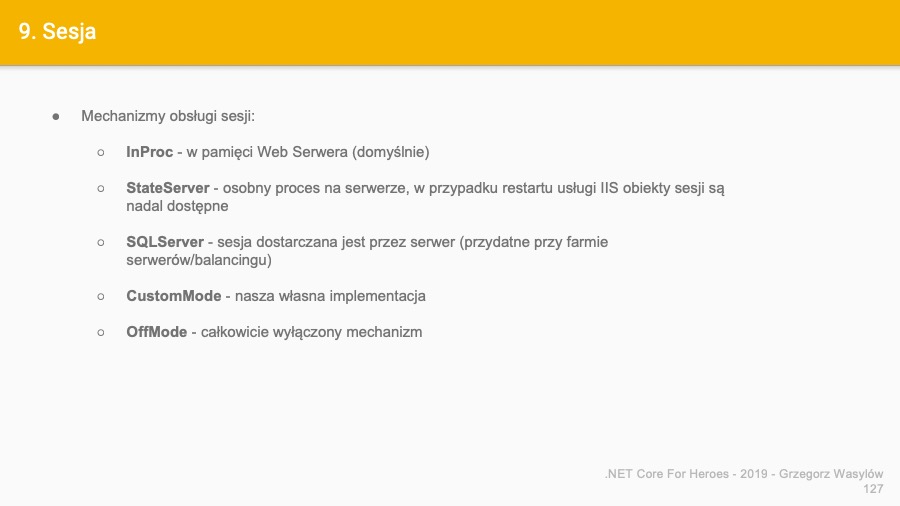 9. Sesja
● Mechanizmy obsługi sesji:
○ InProc - w pamięci Web Serwera (domyślnie)
○ StateServer - osobny proces na serwerze, w przypadku restartu usługi IIS obiekty sesji są
nadal dostępne
○ SQLServer - sesja dostarczana jest przez serwer (przydatne przy farmie
serwerów/balancingu)
○ CustomMode - nasza własna implementacja
○ OffMode - całkowicie wyłączony mechanizm
.NET Core For Heroes - 2019 - Grzegorz Wasylów
127